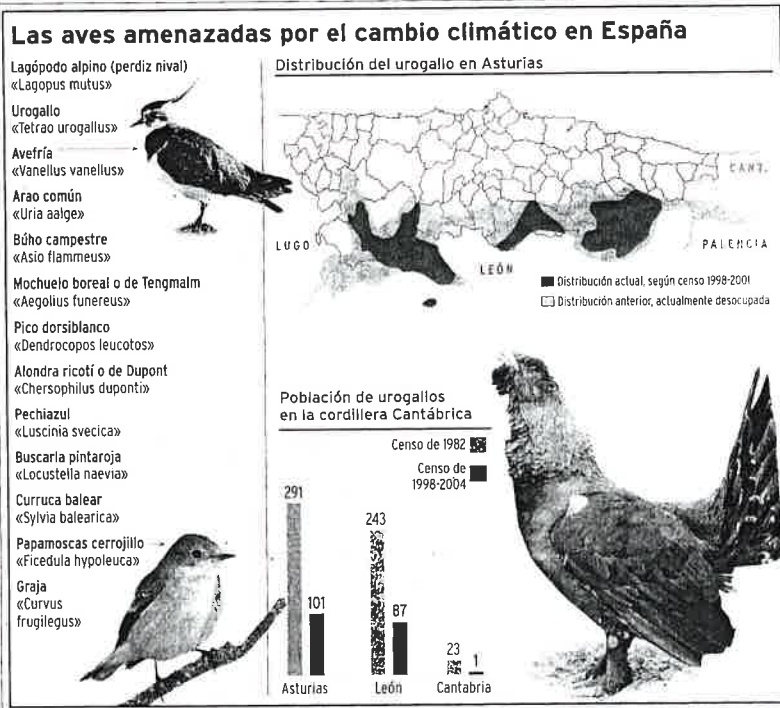 Las aves amenazadas por el cambio climático en España
Lagópodo alpino (perdiz nival)
«Lagopus mutus»
Urogallo
«Tetrao urogallus»
Avefría
«Vanellus vanellus»
Arao común
«Uria aalge»
Búho campestre
«Asio flammeus»
Mochuelo boreal o de Tengmalm
«Aegolius funereus»
Pico dorsiblanco
«Dendrocopos leucotos»
Alondra ricotí o de Dupont
«Chersophilus duponti»
Pechiazul
«Luscinia svecica»
Buscarla pintaroja
«Locustella naevia»
Curruca balear
«Sylvia balearica»
Papamoscas cerrojillo
«Ficedula hypoleuca»
Graja
«Curvus
frugilegus»
Distribución del urogallo en Asturias
CANT.
LUGO
PALENCIA
LEÓN
Distribución actual, según censo 1998-2001
Distribución anterior, actualmente desocupada
Población de urogallos
en la cordillera Cantábrica
Censo de 1982
Censo de
1998-2004
291
243
101
87
23
1
Asturias
León
Cantabria